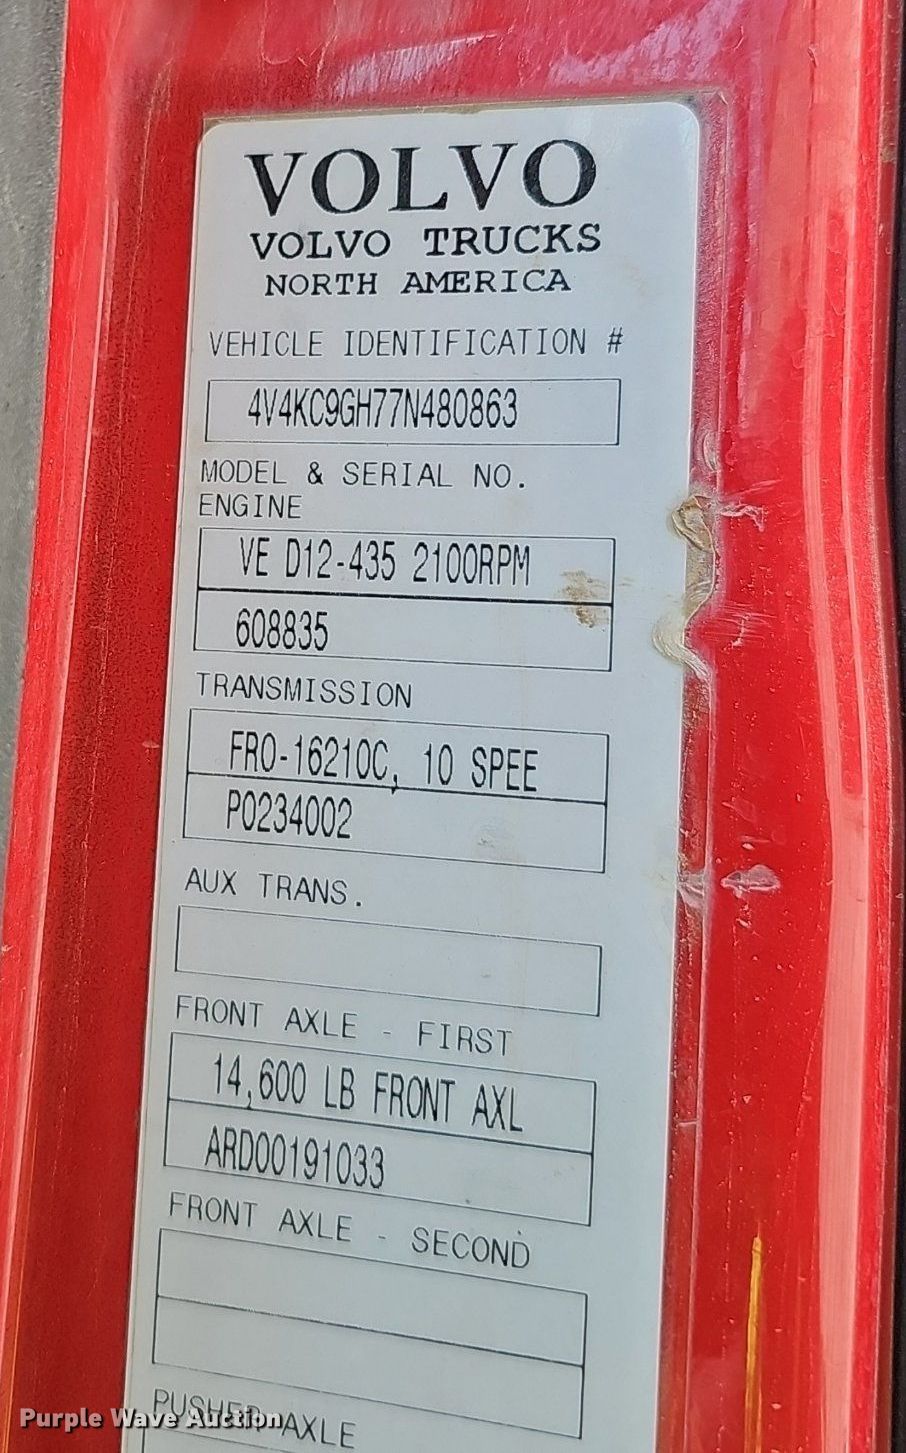 VOLVO
VOLVO TRUCKS
NORTH AMERICA
VEHICLE IDENTIFICATION #
4V4KC9GH77N480863
MODEL & SERIAL NO.
ENGINE
VE D12-435 2100RPM
608835
TRANSMISSION
FRO-16210C, 10 SPEE
P0234002
AUX TRANS.
FRONT AXLE - FIRST
14,600 LB FRONT AXL
ARD00191033
FRONT AXLE - SECOND
PUSHER AXLE
Purple Wave Auction